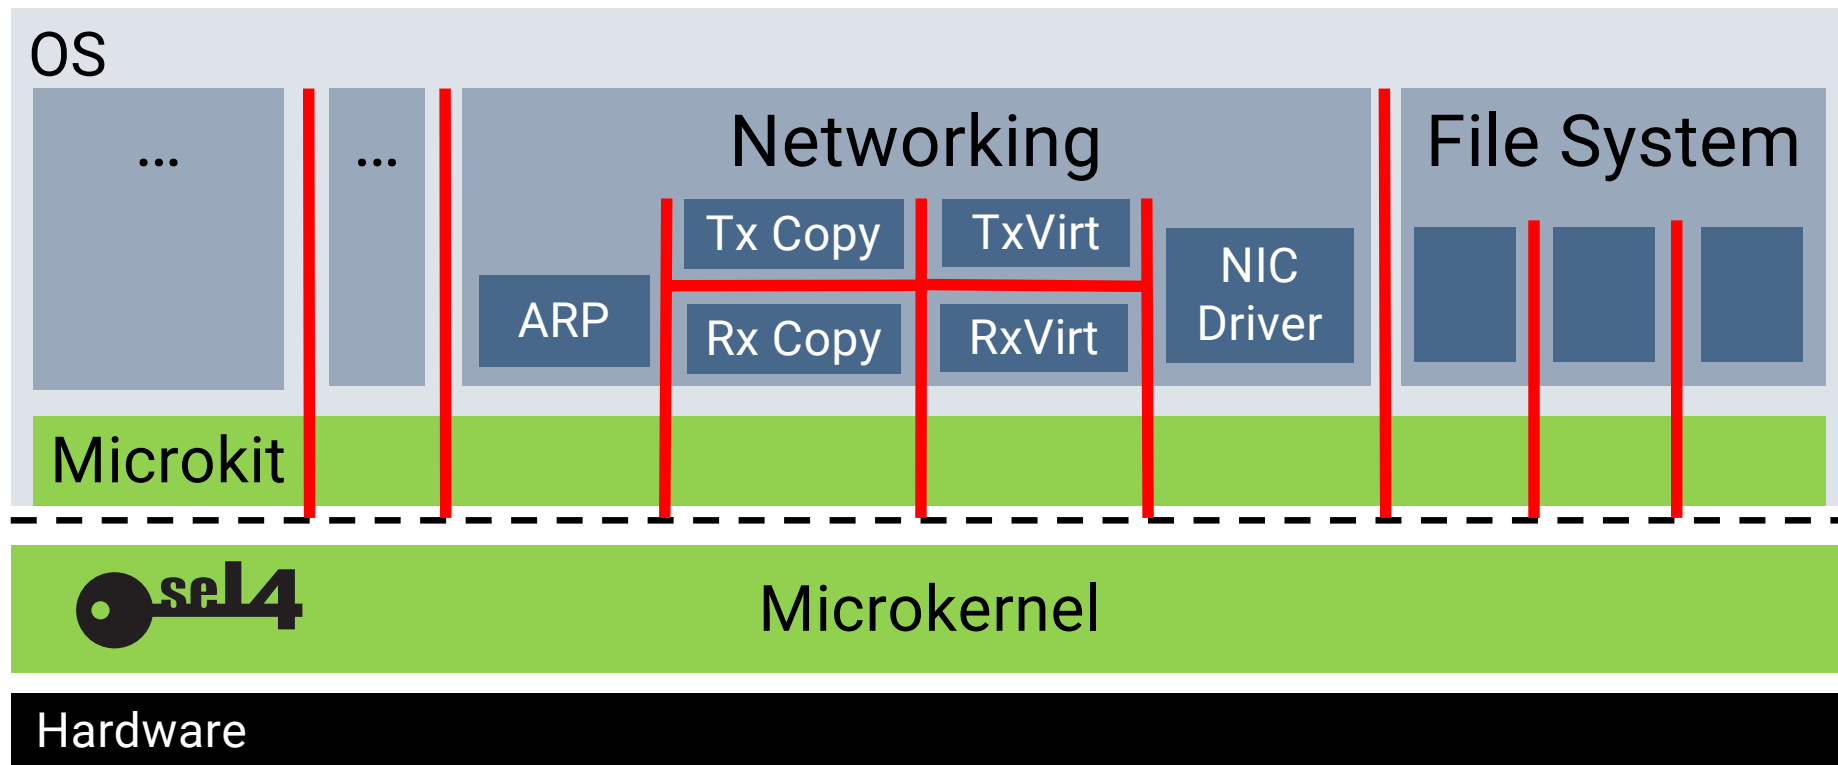 OS
...
...
Networking
File System
Tx Copy
TxVirt
NIC
Driver
ARP
Rx Copy
RxVirt
Microkit
seL4
Microkernel
Hardware